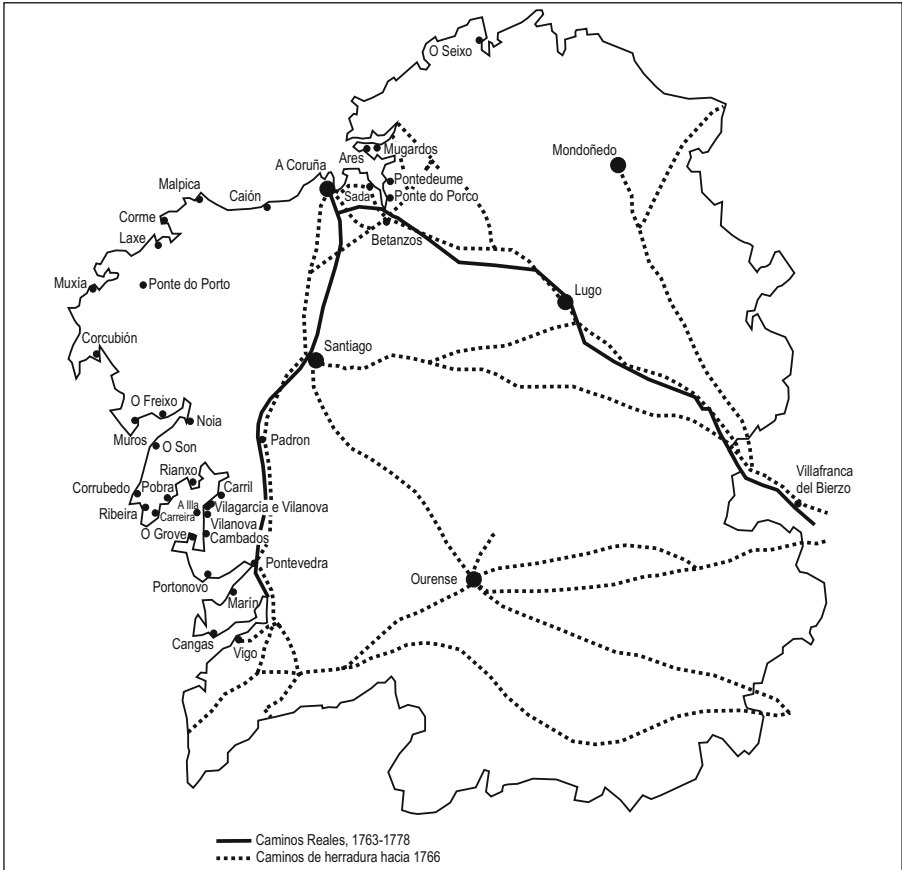 O Seixo
Ares
Mugardos
Mondoñedo
A Coruña
Pontedeume
Malpica
Caión
Sada
Ponte do Porco
Corme
Betanzos
Laxe
Muxía
Ponte do Porto
Lugo
Corcubión
Santiago
O Freixo
Noia
Muros
O Son
Padron
Rianxo
Villafranca
del Bierzo
Corrubedo
Pobra
Carril
A Illa
Vilagarcía e Vilanova
Ribeira
Carreira
Vilanova
O Grove
Cambados
Pontevedra
Portonovo
Ourense
Marín
Cangas
Vigo
Caminos Reales, 1763-1778
Caminos de herradura hacia 1766